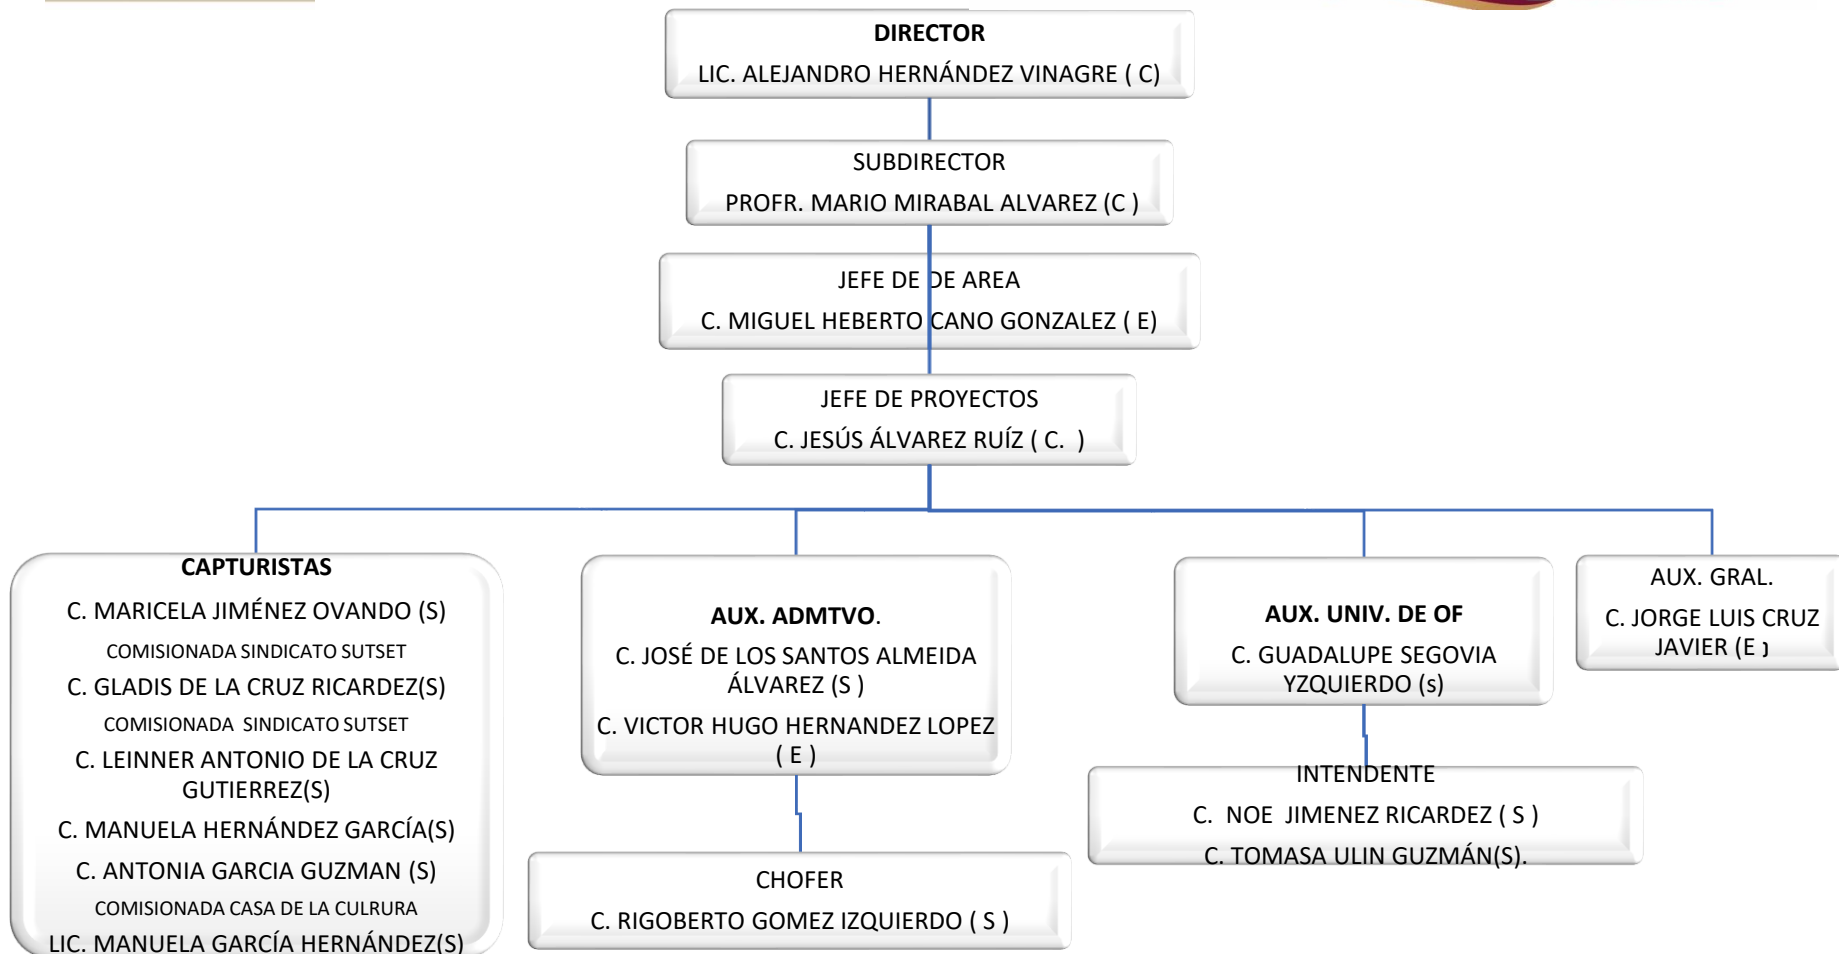 DIRECTOR
LIC. ALEJANDRO HERNÁNDEZ VINAGRE ( C)
SUBDIRECTOR
PROFR. MARIO MIRABAL ALVAREZ (C )
JEFE DE DE AREA
C. MIGUEL HEBERTO CANO GONZALEZ ( E)
JEFE DE PROYECTOS
C. JESÚS ÁLVAREZ RUÍZ ( C.  )
CAPTURISTAS
C. MARICELA JIMÉNEZ OVANDO (S)
COMISIONADA SINDICATO SUTSET
C. GLADIS DE LA CRUZ RICARDEZ(S)
COMISIONADA  SINDICATO SUTSET
C. LEINNER ANTONIO DE LA CRUZ
GUTIERREZ(S)
C. MANUELA HERNÁNDEZ GARCÍA(S)
C. ANTONIA GARCIA GUZMAN (S)
COMISIONADA CASA DE LA CULRURA
LIC. MANUELA GARCÍA HERNÁNDEZ(S)
AUX. ADMTVO.
C. JOSÉ DE LOS SANTOS ALMEIDA
ÁLVAREZ (S )
C. VICTOR HUGO HERNANDEZ LOPEZ
( E )
CHOFER
C. RIGOBERTO GOMEZ IZQUIERDO ( S )
AUX. UNIV. DE OF
C. GUADALUPE SEGOVIA
YZQUIERDO (s)
INTENDENTE
C.  NOE  JIMENEZ RICARDEZ ( S )
C. TOMASA ULIN GUZMÁN(S).
AUX. GRAL.
C. JORGE LUIS CRUZ
JAVIER (E )